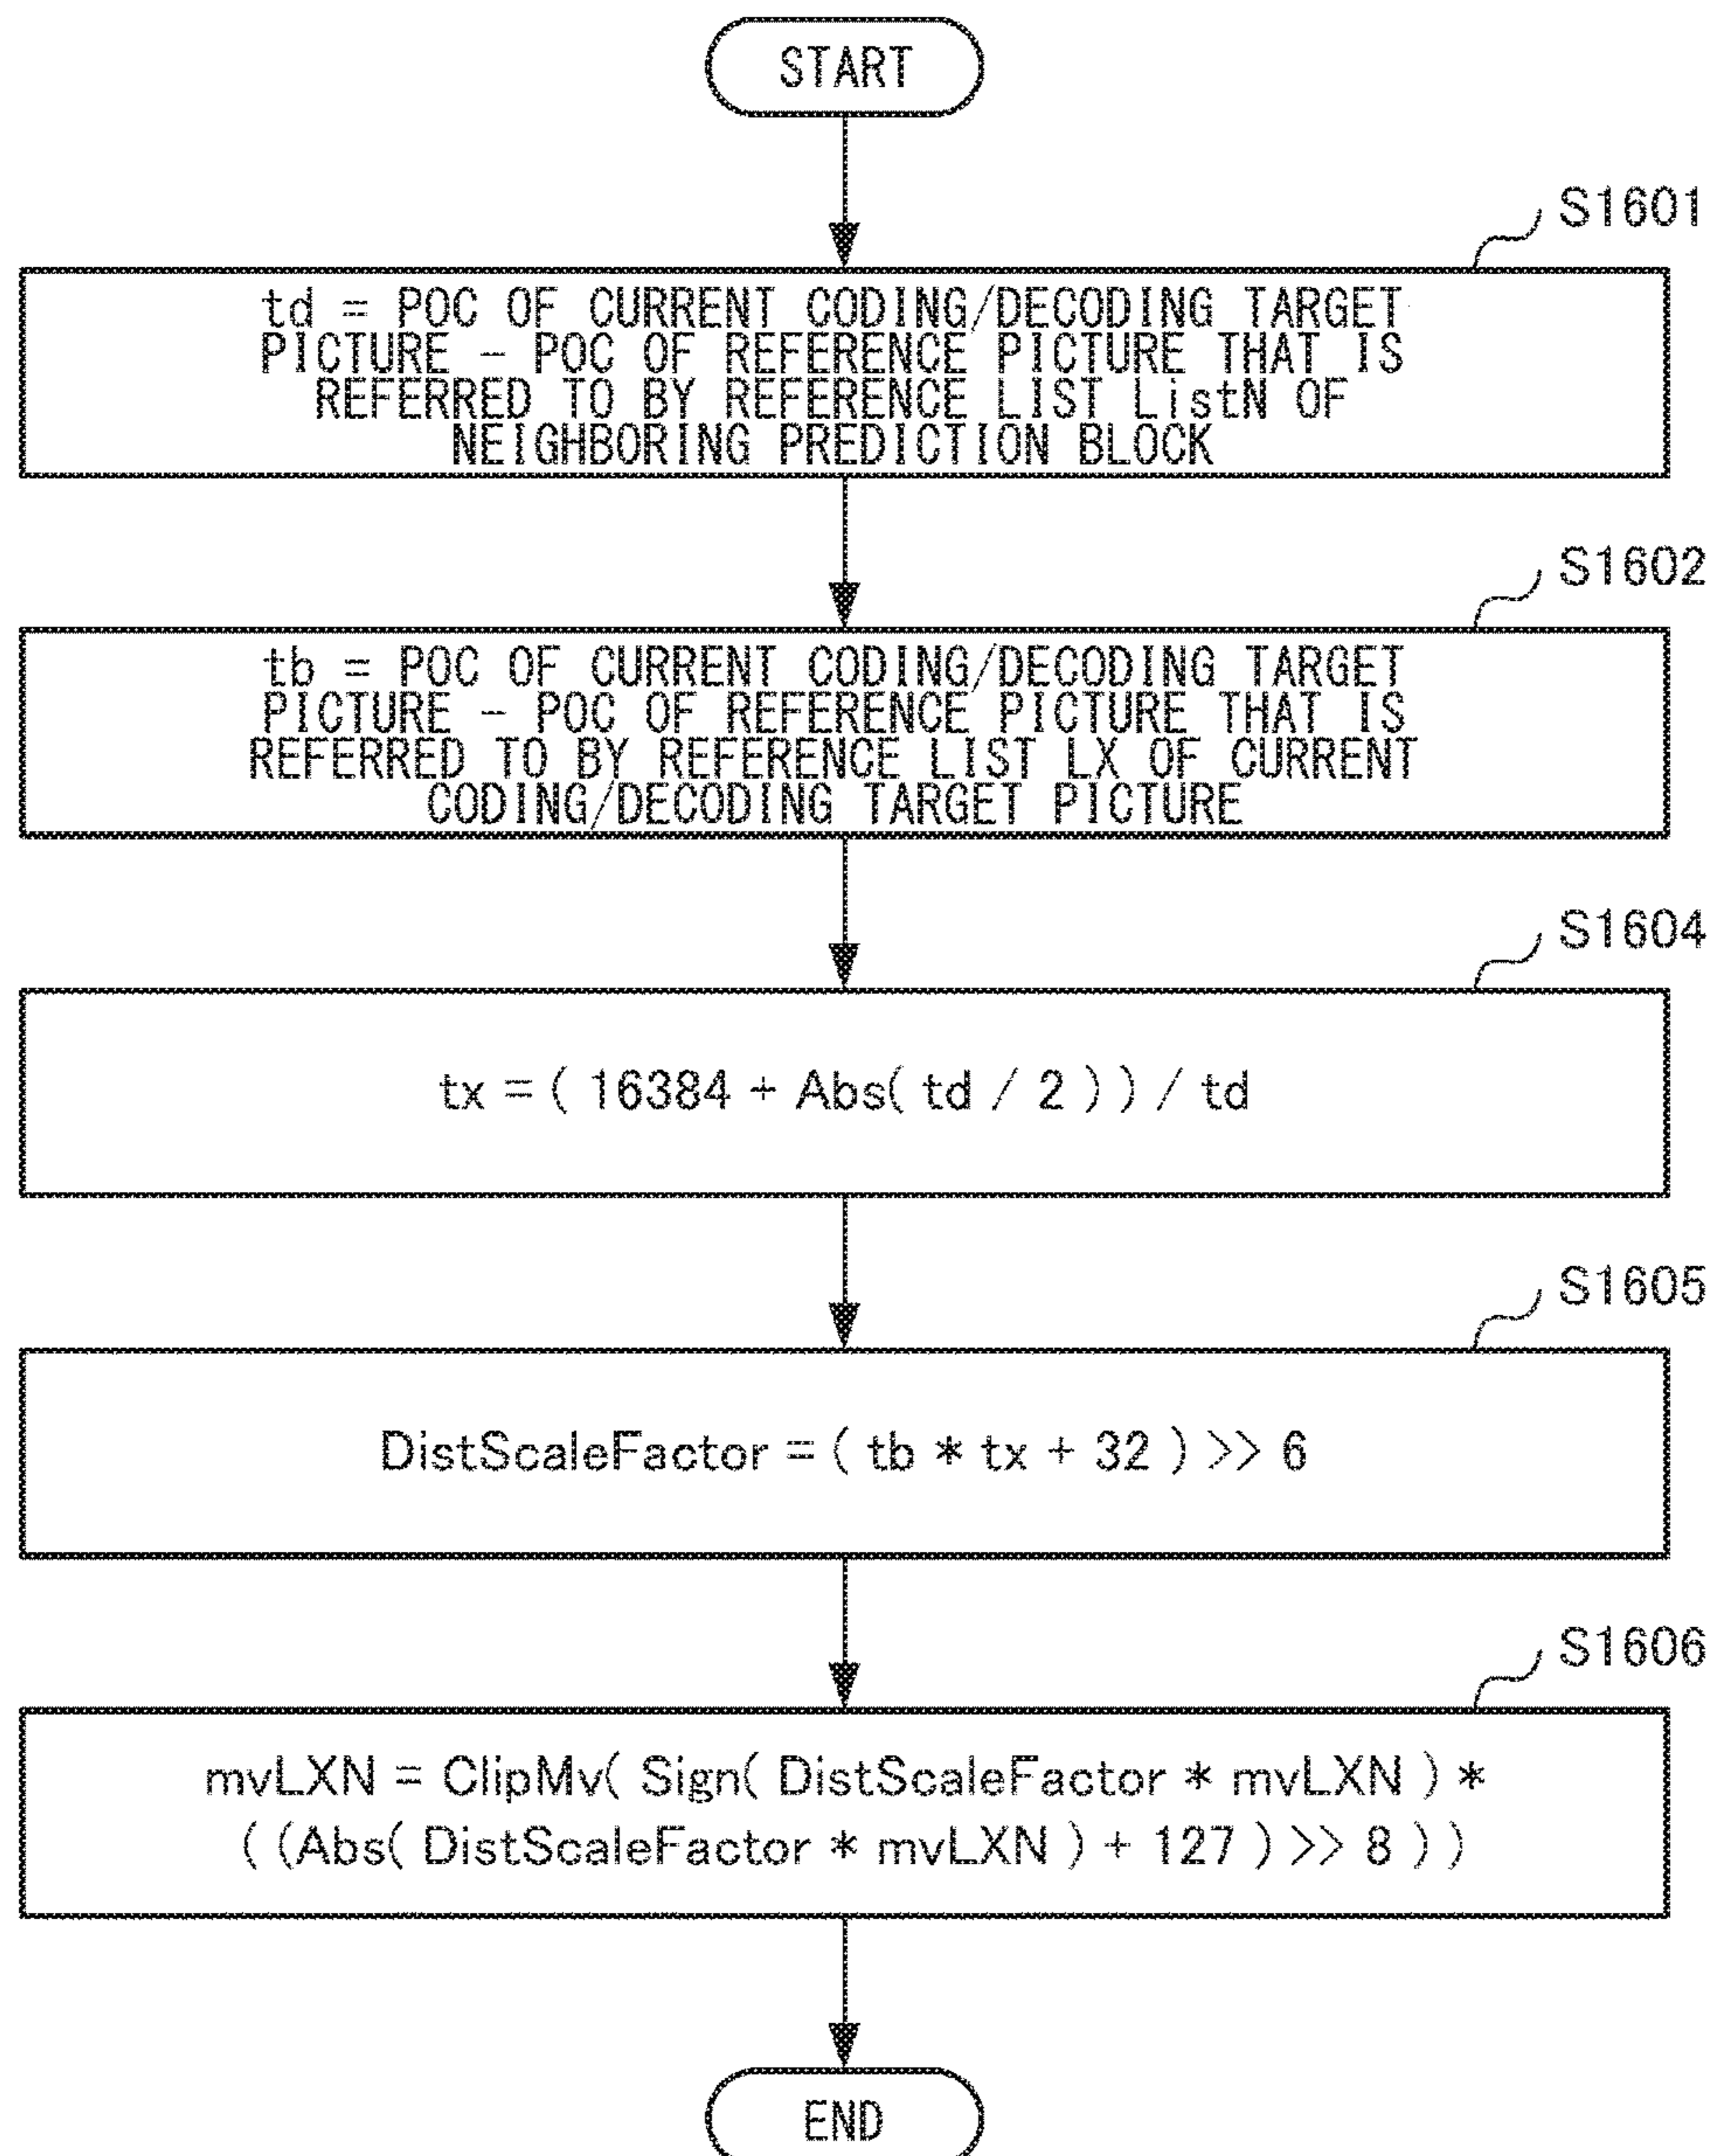 START
S1601
td = POC OF CURRENT CODING/DECODING TARGET
PICTURE - POC OF REFERENCE PICTURE THAT IS
REFERRED TO BY REFERENCE LIST ListN OF
NEIGHBORING PREDICTION BLOCK
S1602
tb = POC OF CURRENT CODING/DECODING TARGET
PICTURE - POC OF REFERENCE PICTURE THAT IS
REFERRED TO BY REFERENCE LIST LX OF CURRENT
CODING/DECODING TARGET PICTURE
S1604
tx = ( 16384 + Abs( td / 2 ) ) / td
S1605
DistScaleFactor = ( tb * tx + 32 ) >> 6
S1606
mvLXN = ClipMv( Sign( DistScaleFactor * mvLXN ) *
( (Abs( DistScaleFactor * mvLXN ) + 127 ) >> 8 ) )
END